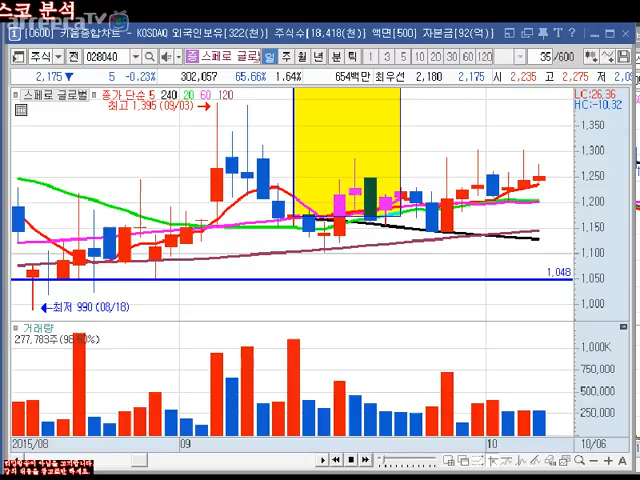 스코 분석
afreecaTV
[0600] 키움종합차트 - KOSDAQ 외국인보유[322(천)] 주식수[18,418(천)] 액면[500] 자본금[92(억)]
주식 전 028040 증 스페로 글로 일 주 월 년 분 틱 1 3 5 10 15 20 30 45 60 120 35 /600
2,175 ▼ 5 -0.23% 302,057 65.66% 1.64% 654백만 최우선 2,180 2,175 시 2,235 고 2,275 저
스페로 글로벌 종가 단순 5 240 20 60 120
LC:26.36
최고 1,395 (09/03)
HC:-10.32
1,350
1,300
1,250
1,200
1,150
1,100
1,050
1,000
1,048
최저 990 (08/18)
거래량
277,783주(98.90%)
1,000K
750,000
500,000
250,000
2015/08 09 10 10/06